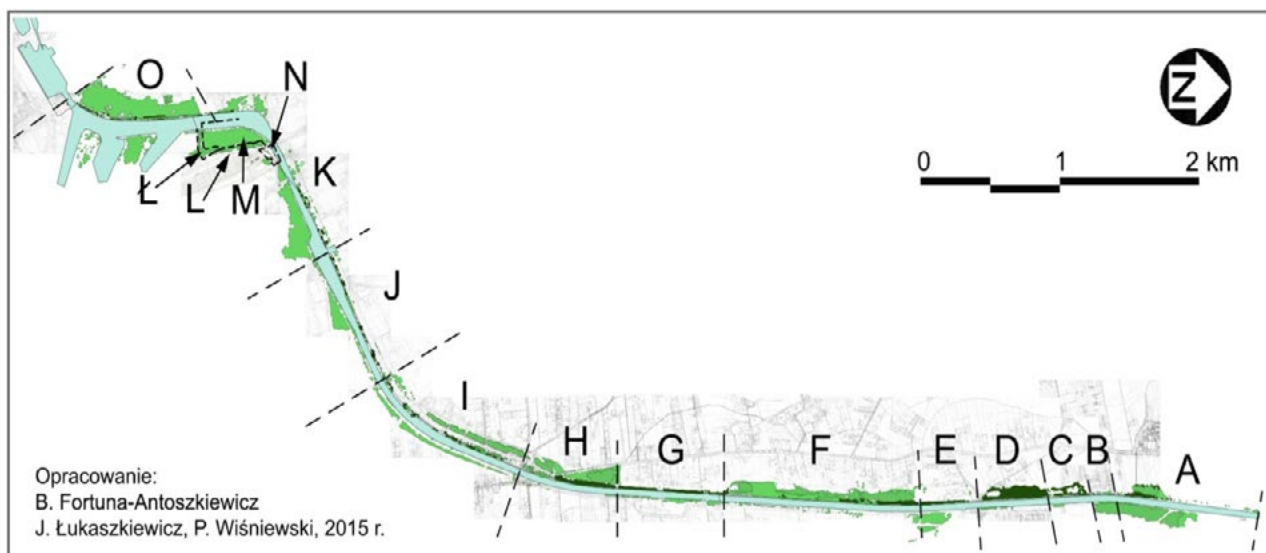 O
N
Z
K
0 1 2 km
Ł
L
M
J
I
H
G
F
E
D
C
B
A
Opracowanie:
B. Fortuna-Antoszkiewicz
J. Łukaszkiewicz, P. Wiśniewski, 2015 r.